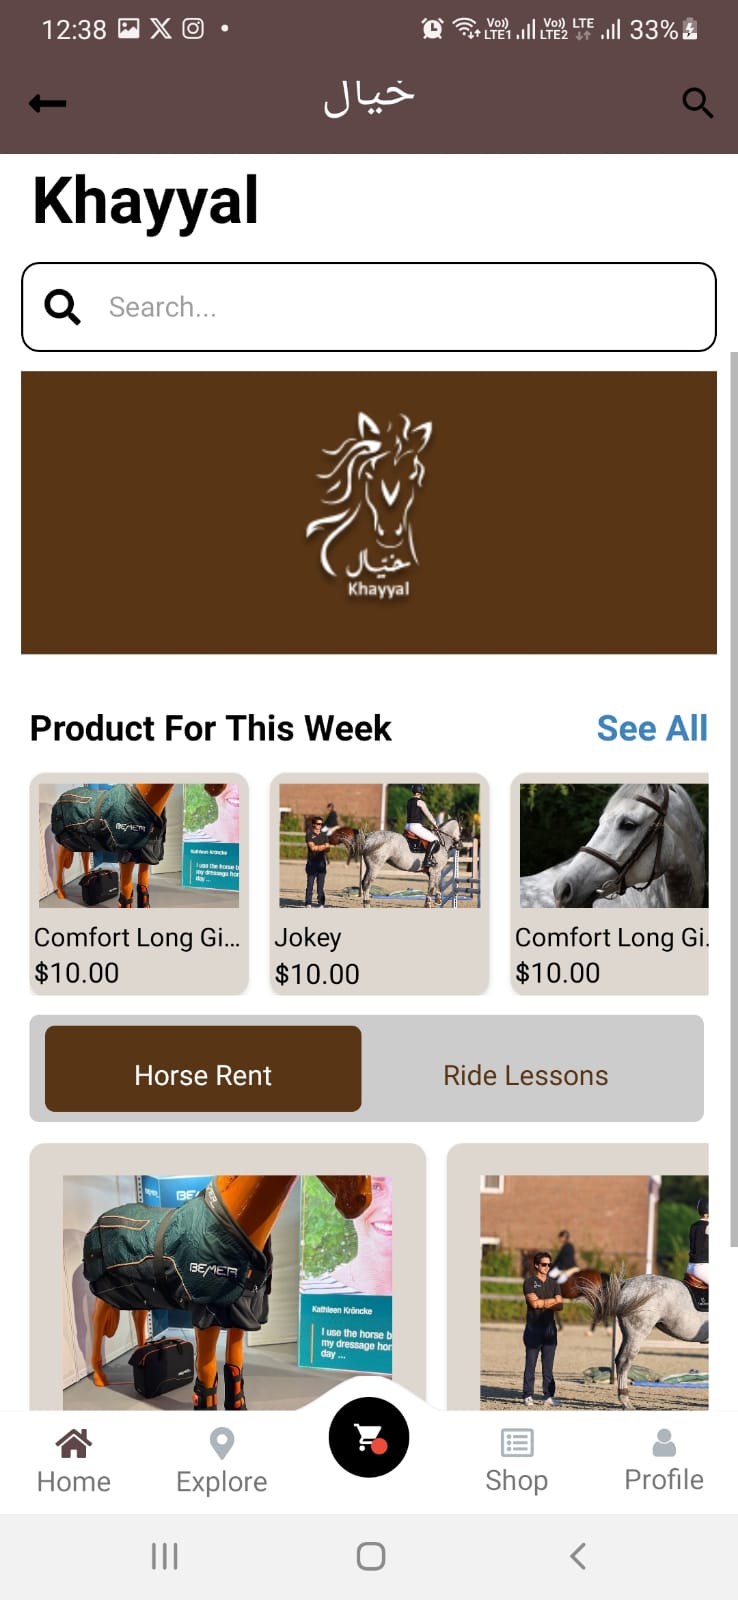 12:38
Vo)) LTE1 Vo)) LTE2 LTE 33%
خيال
Khayyal
Search...
خيّال
Khayyal
Product For This Week See All
BEMER
Kathleen Kröncke
I use the horse b
my dressage hor
day ...
Comfort Long Gi... Jokey Comfort Long Gi.
$10.00 $10.00 $10.00
Horse Rent Ride Lessons
BE
BEMER
Kathleen Kröncke
I use the horse b
my dressage hor
day ...
Home Explore Shop Profile